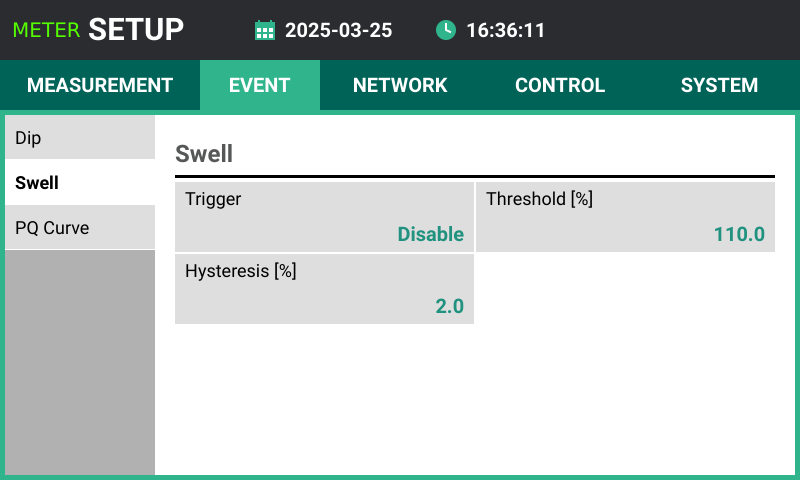 METER SETUP 2025-03-25 16:36:11
MEASUREMENT EVENT NETWORK CONTROL SYSTEM
Dip
Swell
PQ Curve
Swell
Trigger
Disable
Threshold [%]
110.0
Hysteresis [%]
2.0